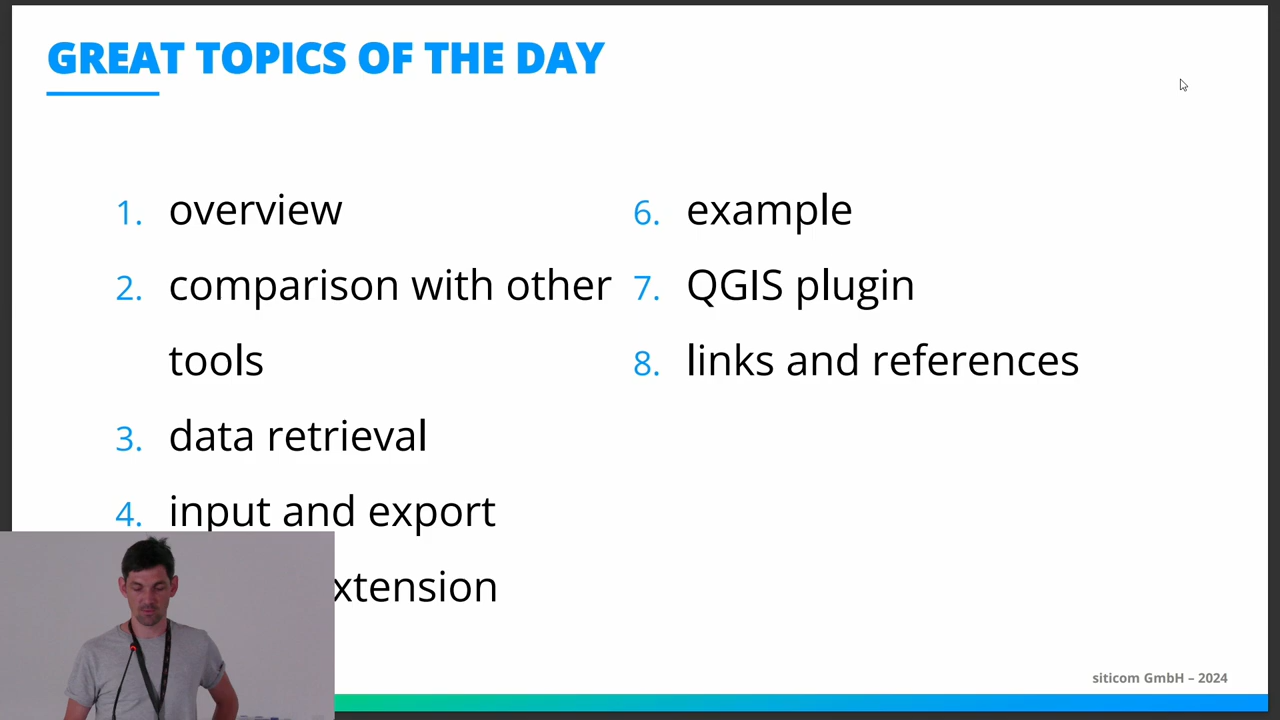 GREAT TOPICS OF THE DAY
1. overview
2. comparison with other
tools
3. data retrieval
4. input and export
6. example
7. QGIS plugin
8. links and references
siticom GmbH – 2024